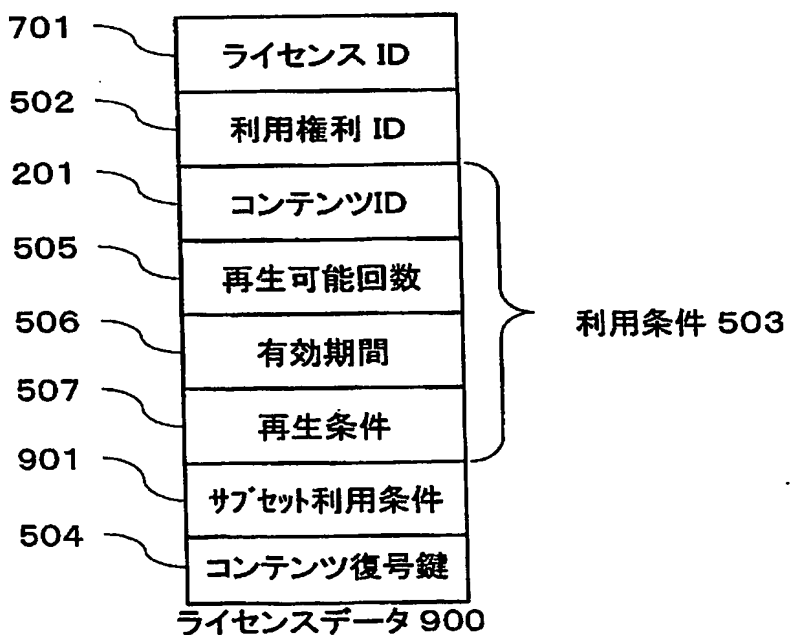 701
ライセンス ID
502
利用権利 ID
201
コンテンツID
505
再生可能回数
506
有効期間
利用条件 503
507
再生条件
901
サブセット利用条件
504
コンテンツ復号鍵
ライセンスデータ 900